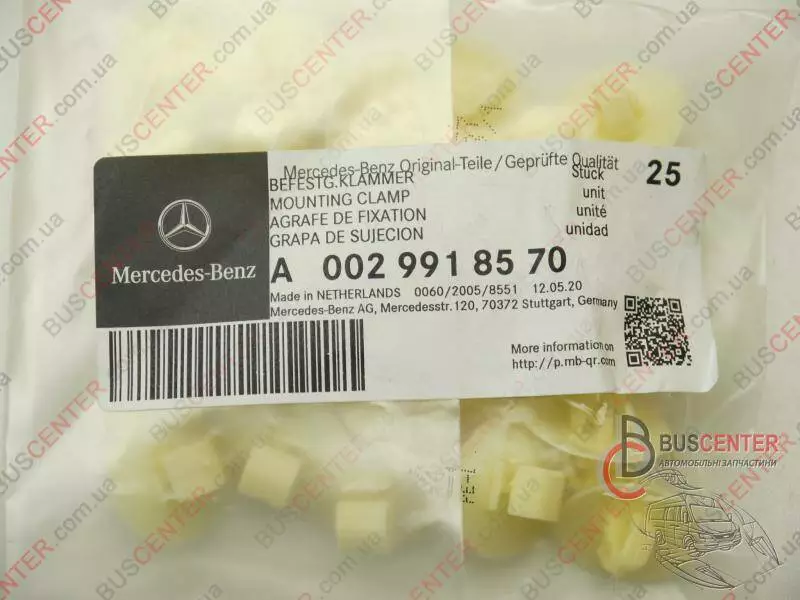 Mercedes-Benz Original-Teile / Geprüfte Qualität
BEFESTG.KLAMMER Stück 25
MOUNTING CLAMP unit
AGRAFE DE FIXATION unité
GRAPA DE SUJECION unidad
Mercedes-Benz
A 002 991 85 70
Made in NETHERLANDS 0060/2005/8551 12.05.20
Mercedes-Benz AG, Mercedesstr.120, 70372 Stuttgart, Germany
More information on
http://p.mb-qr.com
BUSCENTER
АВТОМОБІЛЬНІ ЗАПЧАСТИНИ
BUSCENTER.com.ua